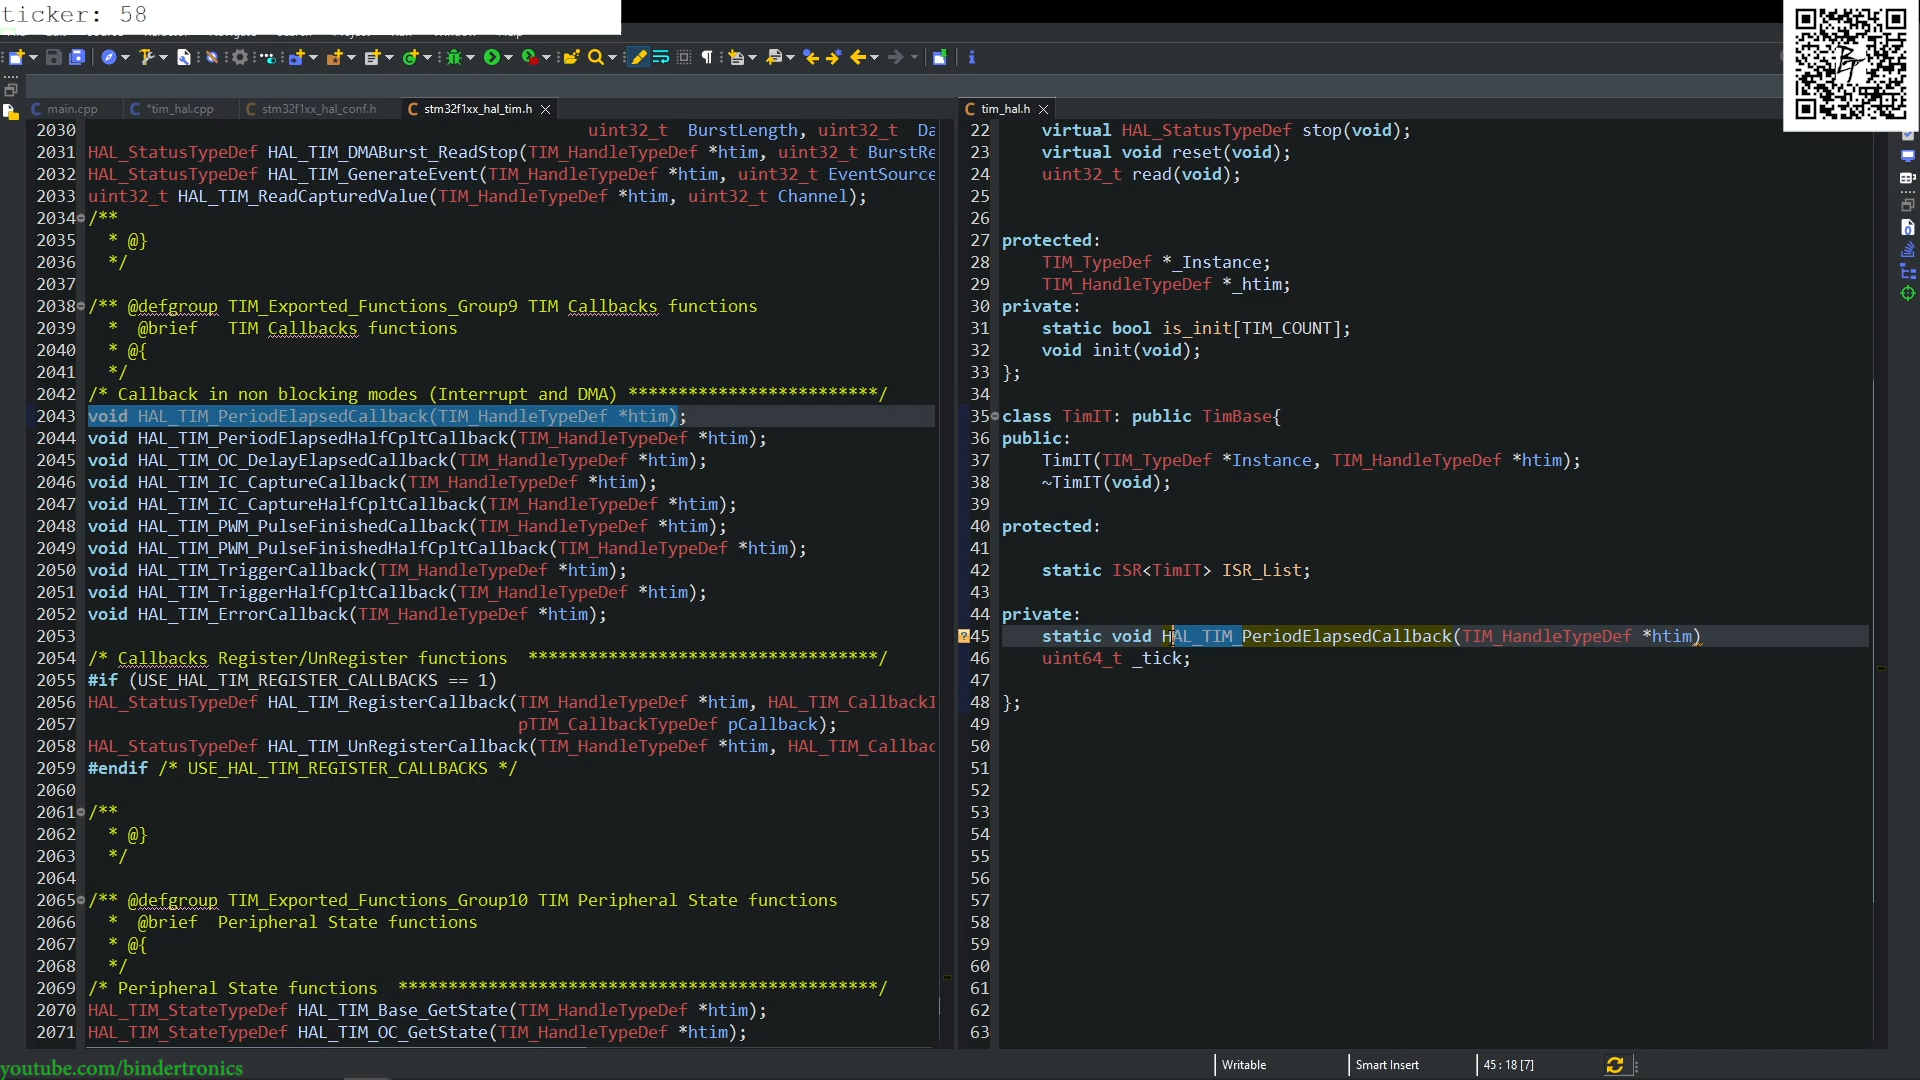 ticker: 58
main.cpp
*tim_hal.cpp
stm32f1xx_hal_conf.h
stm32f1xx_hal_tim.h
2030 uint32_t BurstLength, uint32_t Da
2031 HAL_StatusTypeDef HAL_TIM_DMABurst_ReadStop(TIM_HandleTypeDef *htim, uint32_t BurstRe
2032 HAL_StatusTypeDef HAL_TIM_GenerateEvent(TIM_HandleTypeDef *htim, uint32_t EventSource
2033 uint32_t HAL_TIM_ReadCapturedValue(TIM_HandleTypeDef *htim, uint32_t Channel);
2034 /**
2035 * @}
2036 */
2037
2038 /** @defgroup TIM_Exported_Functions_Group9 TIM Callbacks functions
2039 * @brief TIM Callbacks functions
2040 * @{
2041 */
2042 /* Callback in non blocking modes (Interrupt and DMA) *************************/
2043 void HAL_TIM_PeriodElapsedCallback(TIM_HandleTypeDef *htim);
2044 void HAL_TIM_PeriodElapsedHalfCpltCallback(TIM_HandleTypeDef *htim);
2045 void HAL_TIM_OC_DelayElapsedCallback(TIM_HandleTypeDef *htim);
2046 void HAL_TIM_IC_CaptureCallback(TIM_HandleTypeDef *htim);
2047 void HAL_TIM_IC_CaptureHalfCpltCallback(TIM_HandleTypeDef *htim);
2048 void HAL_TIM_PWM_PulseFinishedCallback(TIM_HandleTypeDef *htim);
2049 void HAL_TIM_PWM_PulseFinishedHalfCpltCallback(TIM_HandleTypeDef *htim);
2050 void HAL_TIM_TriggerCallback(TIM_HandleTypeDef *htim);
2051 void HAL_TIM_TriggerHalfCpltCallback(TIM_HandleTypeDef *htim);
2052 void HAL_TIM_ErrorCallback(TIM_HandleTypeDef *htim);
2053
2054 /* Callbacks Register/UnRegister functions ***********************************/
2055 #if (USE_HAL_TIM_REGISTER_CALLBACKS == 1)
2056 HAL_StatusTypeDef HAL_TIM_RegisterCallback(TIM_HandleTypeDef *htim, HAL_TIM_CallbackI
2057 pTIM_CallbackTypeDef pCallback);
2058 HAL_StatusTypeDef HAL_TIM_UnRegisterCallback(TIM_HandleTypeDef *htim, HAL_TIM_Callbac
2059 #endif /* USE_HAL_TIM_REGISTER_CALLBACKS */
2060
2061 /**
2062 * @}
2063 */
2064
2065 /** @defgroup TIM_Exported_Functions_Group10 TIM Peripheral State functions
2066 * @brief Peripheral State functions
2067 * @{
2068 */
2069 /* Peripheral State functions ************************************************/
2070 HAL_TIM_StateTypeDef HAL_TIM_Base_GetState(TIM_HandleTypeDef *htim);
2071 HAL_TIM_StateTypeDef HAL_TIM_OC_GetState(TIM_HandleTypeDef *htim);
tim_hal.h
22 virtual HAL_StatusTypeDef stop(void);
23 virtual void reset(void);
24 uint32_t read(void);
25
26
27 protected:
28 TIM_TypeDef *_Instance;
29 TIM_HandleTypeDef *_htim;
30 private:
31 static bool is_init[TIM_COUNT];
32 void init(void);
33 };
34
35 class TimIT: public TimBase{
36 public:
37 TimIT(TIM_TypeDef *Instance, TIM_HandleTypeDef *htim);
38 ~TimIT(void);
39
40 protected:
41
42 static ISR<TimIT> ISR_List;
43
44 private:
45 static void HAL_TIM_PeriodElapsedCallback(TIM_HandleTypeDef *htim)
46 uint64_t _tick;
47
48 };
49
50
51
52
53
54
55
56
57
58
59
60
61
62
63
Writable
Smart Insert
45 : 18 [7]
youtube.com/bindertronics